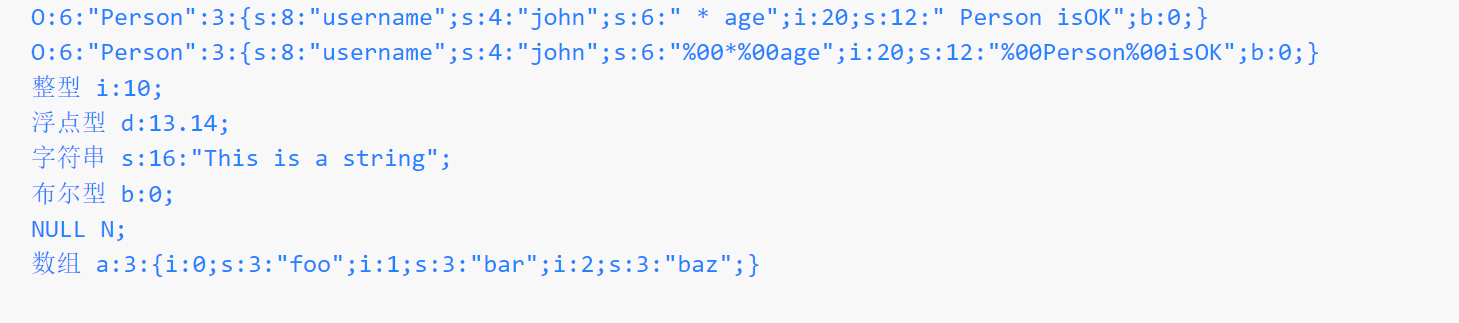 O:6:"Person":3:{s:8:"username";s:4:"john";s:6:" * age";i:20;s:12:" Person isOK";b:0;}
O:6:"Person":3:{s:8:"username";s:4:"john";s:6:"%00*%00age";i:20;s:12:"%00Person%00isOK";b:0;}
整型 i:10;
浮点型 d:13.14;
字符串 s:16:"This is a string";
布尔型 b:0;
NULL N;
数组 a:3:{i:0;s:3:"foo";i:1;s:3:"bar";i:2;s:3:"baz";}